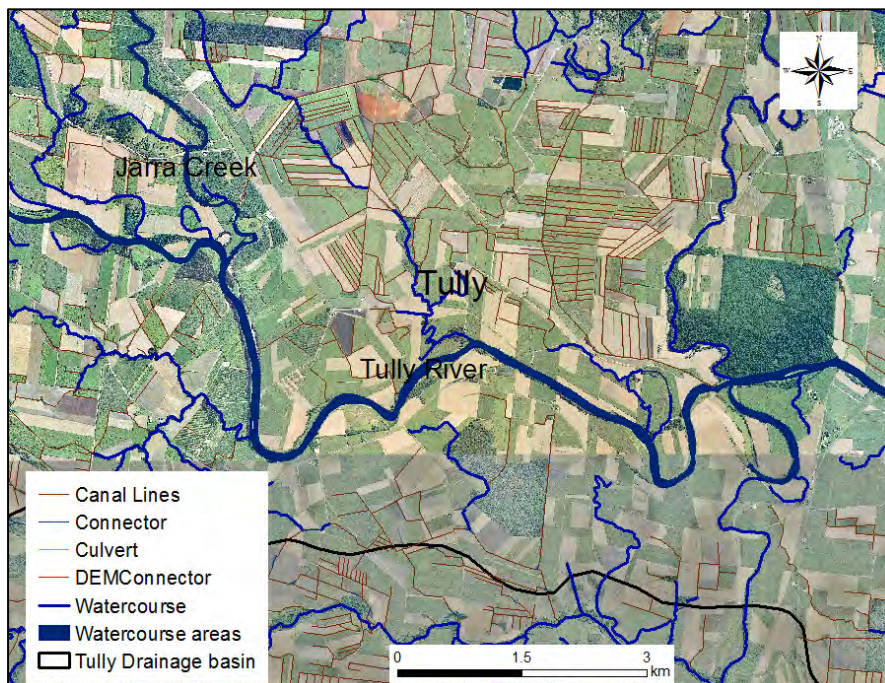 N
W
E
S
Jarra Creek
Tully
Tully River
Canal Lines
Connector
Culvert
DEMConnector
Watercourse
Watercourse areas
Tully Drainage basin
0 1.5 3
km